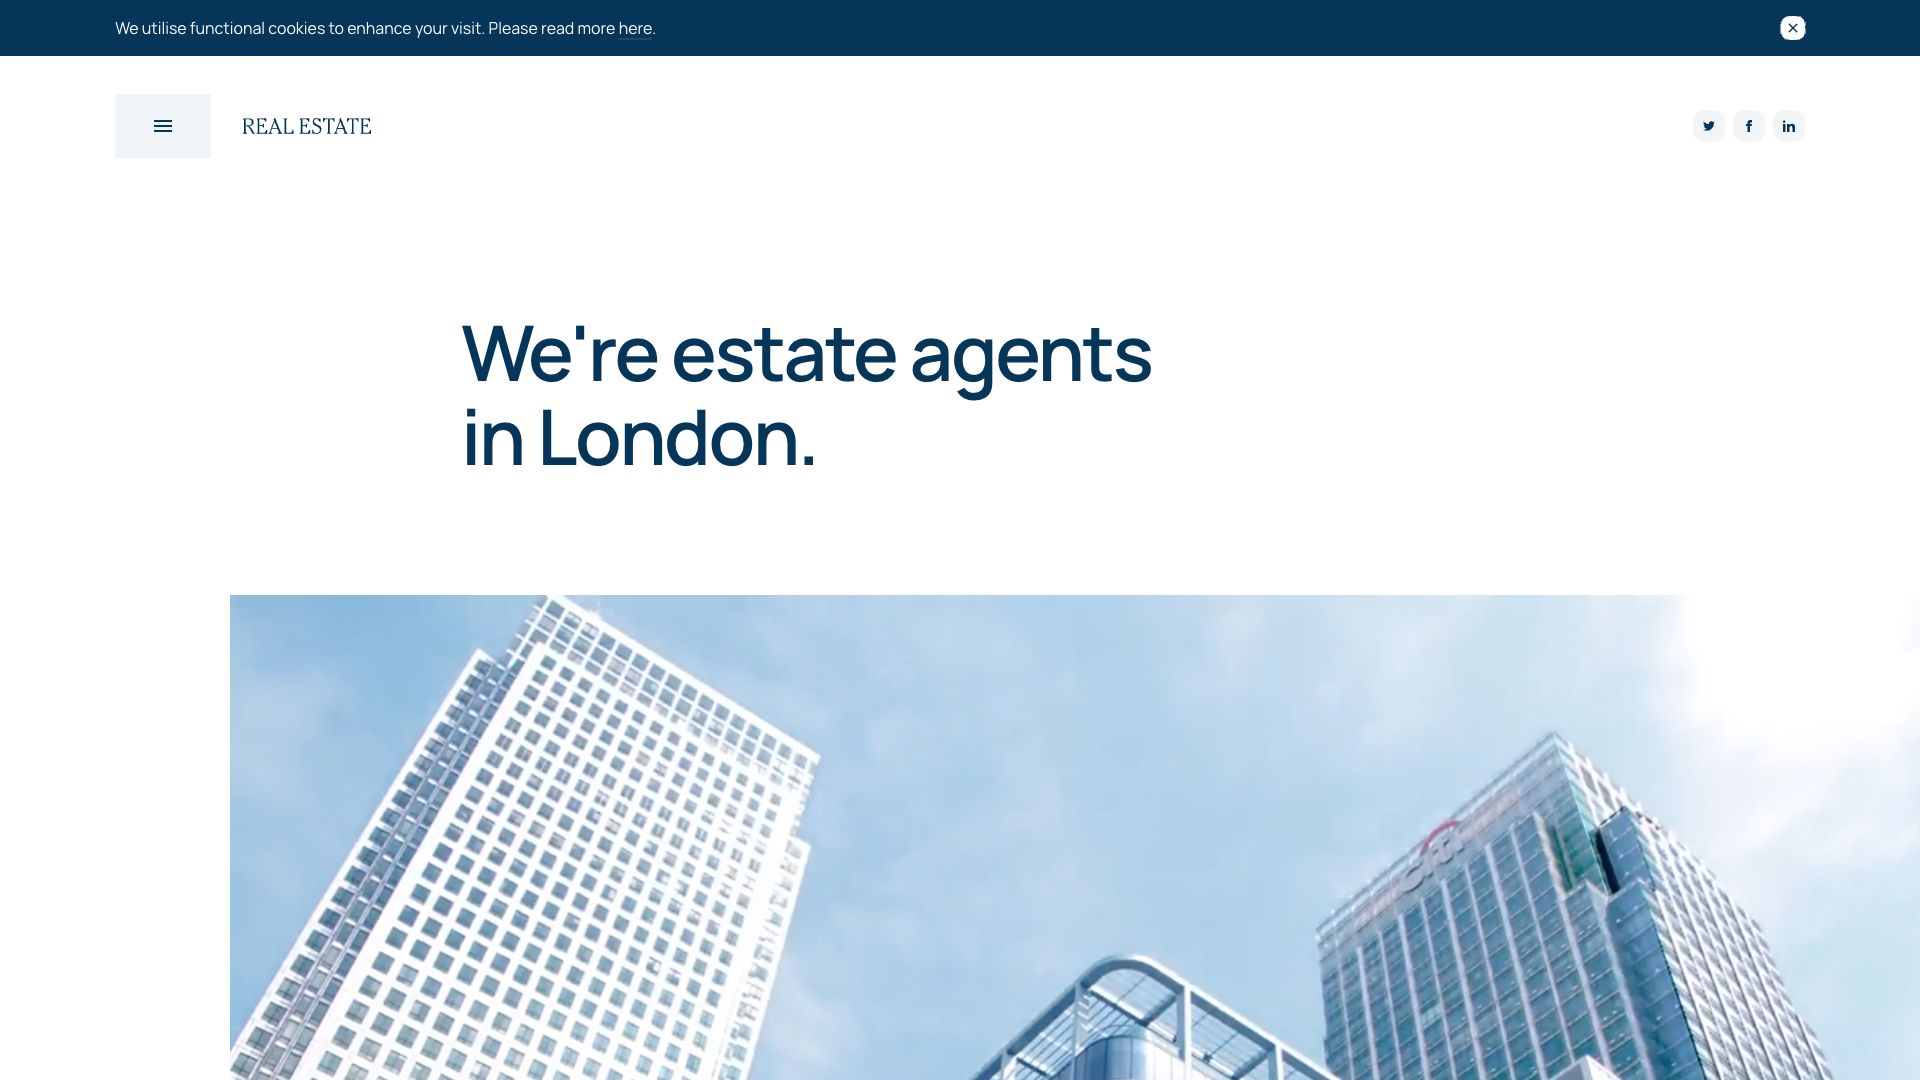 We utilise functional cookies to enhance your visit. Please read more here.
REAL ESTATE
We're estate agents
in London.
citi